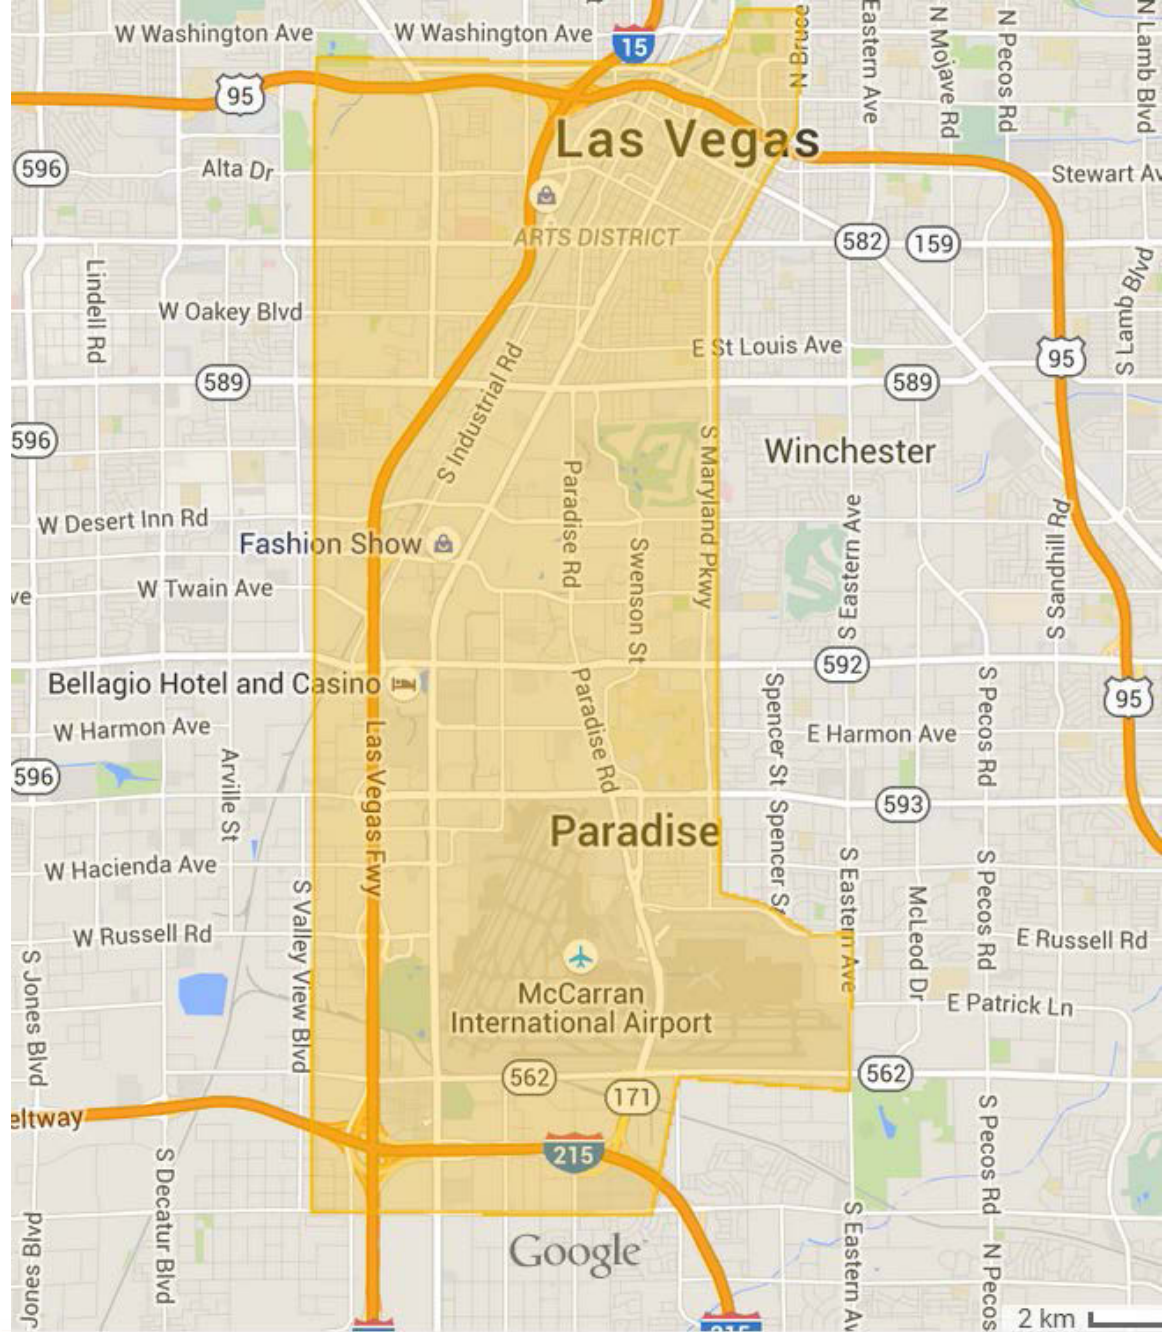 W Washington Ave
W Washington Ave
15
N Bruce
Eastern Ave
N Mojave Rd
N Pecos Rd
N Lamb Blvd
95
Las Vegas
596
Alta Dr
Stewart Av
ARTS DISTRICT
582
159
Lindell Rd
W Oakey Blvd
S Lamb Blvd
E St Louis Ave
95
589
589
S Industrial Rd
596
Winchester
S Maryland Pkwy
Paradise Rd
W Desert Inn Rd
Fashion Show
S Eastern Ave
S Sandhill Rd
Swenson St
ve
W Twain Ave
592
Bellagio Hotel and Casino
95
Spencer St
S Pecos Rd
Paradise Rd
W Harmon Ave
E Harmon Ave
Las Vegas Fwy
596
Arville St
593
Spencer St
Paradise
W Hacienda Ave
S Eastern Ave
S Pecos Rd
McLeod Dr
S Valley View Blvd
W Russell Rd
E Russell Rd
S Jones Blvd
McCarran
International Airport
E Patrick Ln
562
562
171
eltway
S Pecos Rd
215
S Decatur Blvd
Jones Blvd
S Eastern Av
N Pecos
Google
2 km
215